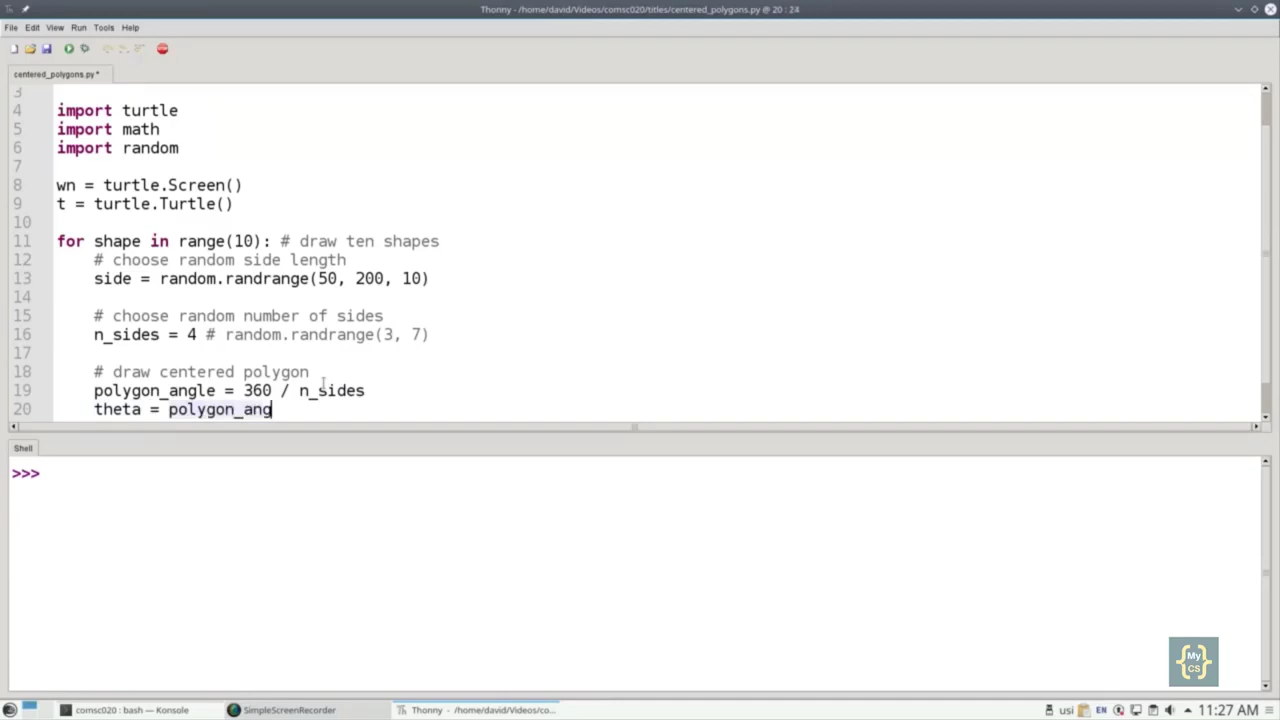 Thonny - /home/david/Videos/comsc020/titles/centered_polygons.py @ 20 : 24
File Edit View Run Tools Help
centered_polygons.py *
3
4 import turtle
5 import math
6 import random
7
8 wn = turtle.Screen()
9 t = turtle.Turtle()
10
11 for shape in range(10): # draw ten shapes
12 # choose random side length
13 side = random.randrange(50, 200, 10)
14
15 # choose random number of sides
16 n_sides = 4 # random.randrange(3, 7)
17
18 # draw centered polygon
19 polygon_angle = 360 / n_sides
20 theta = polygon_ang
Shell
>>>
{My CS}
comsc020 : bash — Konsole SimpleScreenRecorder Thonny - /home/david/Videos/co... usi EN 11:27 AM